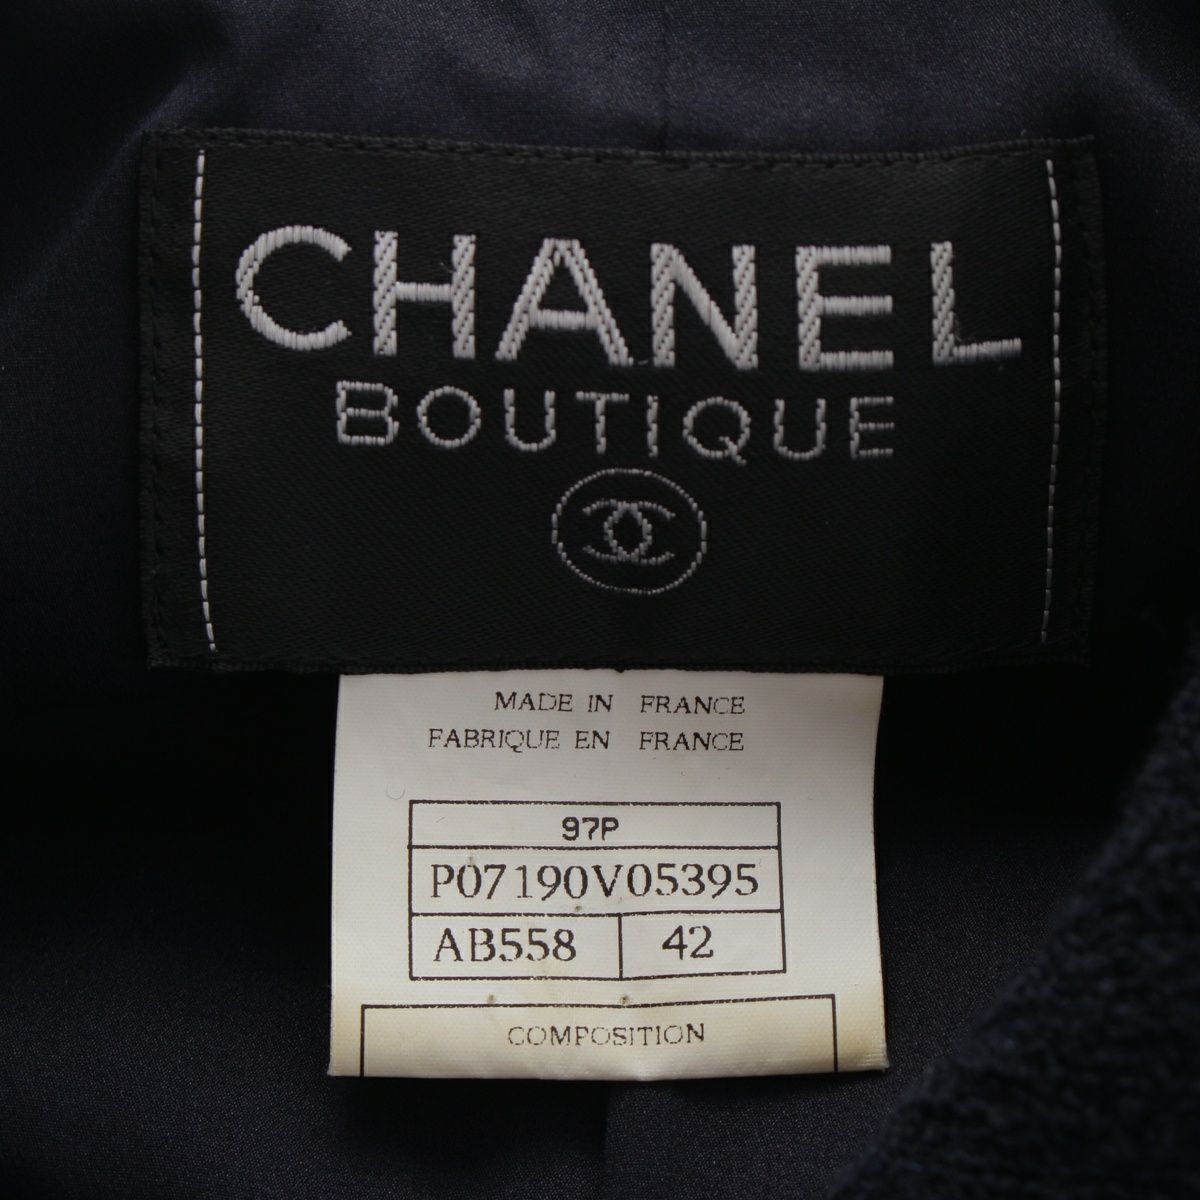 CHANEL
BOUTIQUE
MADE IN FRANCE
FABRIQUE EN FRANCE
97P
P07190V05395
AB558 42
COMPOSITION